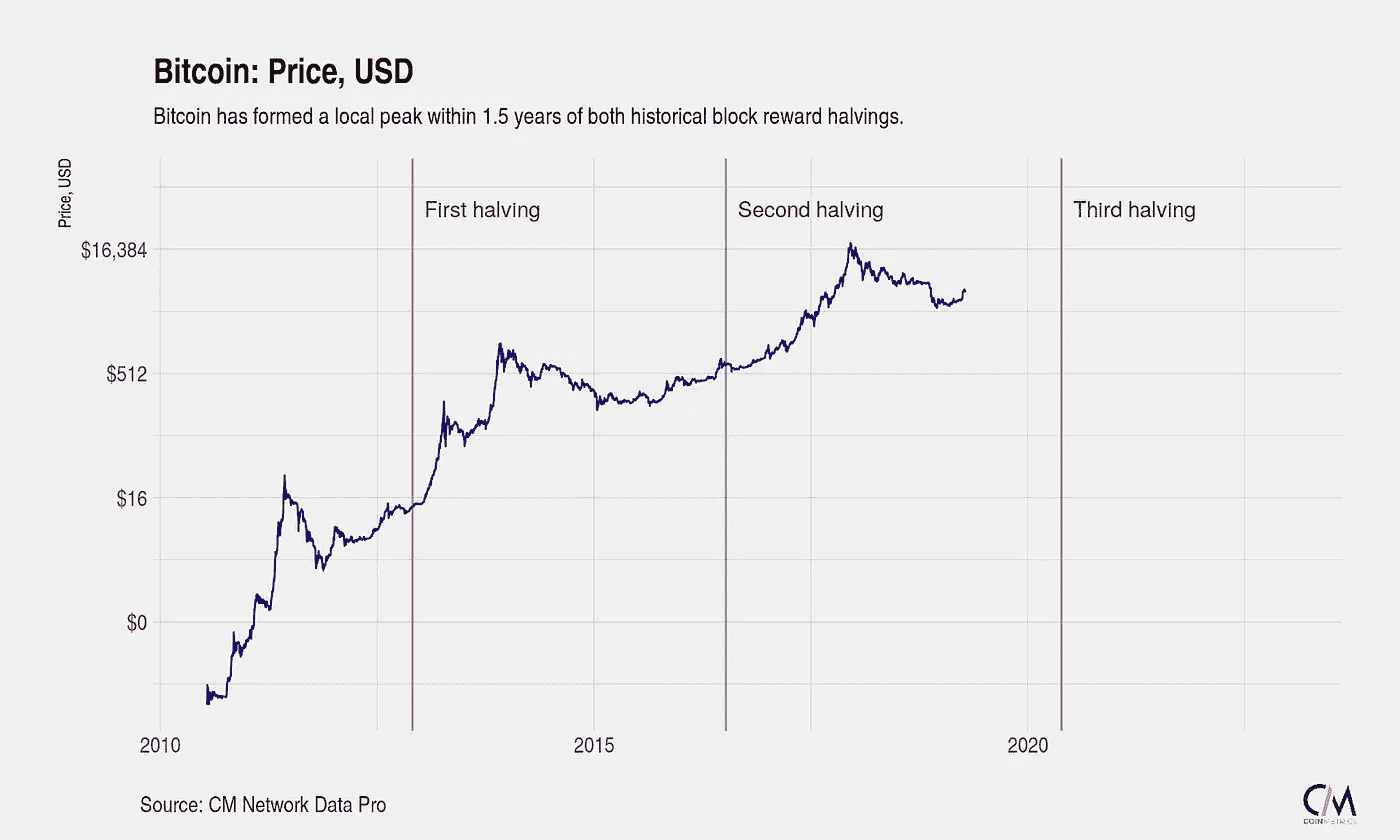 Bitcoin: Price, USD
Bitcoin has formed a local peak within 1.5 years of both historical block reward halvings.
Price, USD
First halving
Second halving
Third halving
$16,384
$512
$16
$0
2010
2015
2020
Source: CM Network Data Pro
CM
COINMETRICS